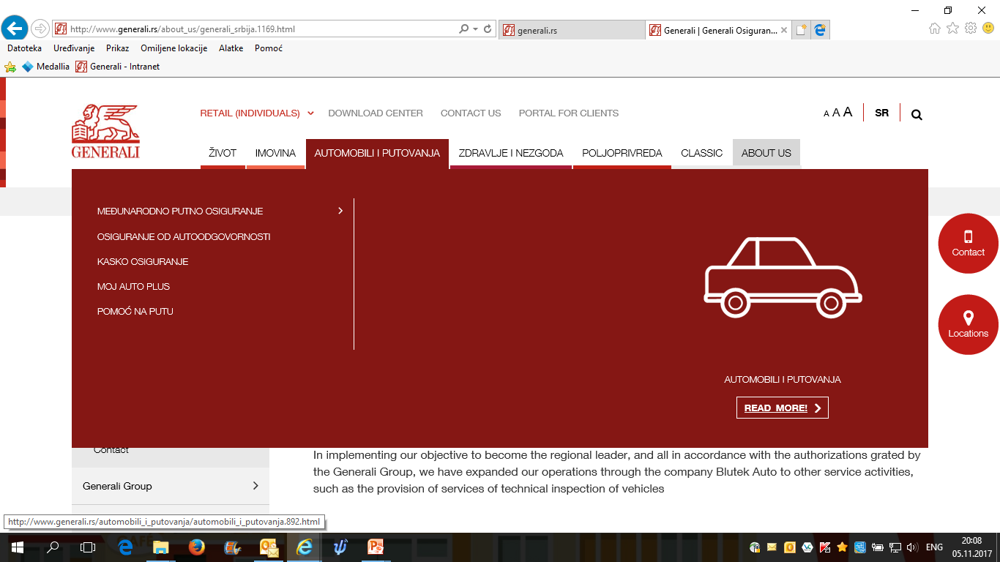 http://www.generali.rs/about_us/generali_srbija.1169.html
generali.rs
Generali | Generali Osiguran...
Datoteka Uređivanje Prikaz Omiljene lokacije Alatke Pomoć
Medallia Generali - Intranet
RETAIL (INDIVIDUALS) DOWNLOAD CENTER CONTACT US PORTAL FOR CLIENTS
A A A SR
GENERALI
ŽIVOT IMOVINA AUTOMOBILI I PUTOVANJA ZDRAVLJE I NEZGODA POLJOPRIVREDA CLASSIC ABOUT US
MEĐUNARODNO PUTNO OSIGURANJE
OSIGURANJE OD AUTOODGOVORNOSTI
KASKO OSIGURANJE
MOJ AUTO PLUS
POMOĆ NA PUTU
AUTOMOBILI I PUTOVANJA
READ MORE!
Contact
Locations
Contact
Generali Group
In implementing our objective to become the regional leader, and all in accordance with the authorizations grated by
the Generali Group, we have expanded our operations through the company Blutek Auto to other service activities,
such as the provision of services of technical inspection of vehicles
http://www.generali.rs/automobili_i_putovanja/automobili_i_putovanja.892.html
ENG
20:08
05.11.2017